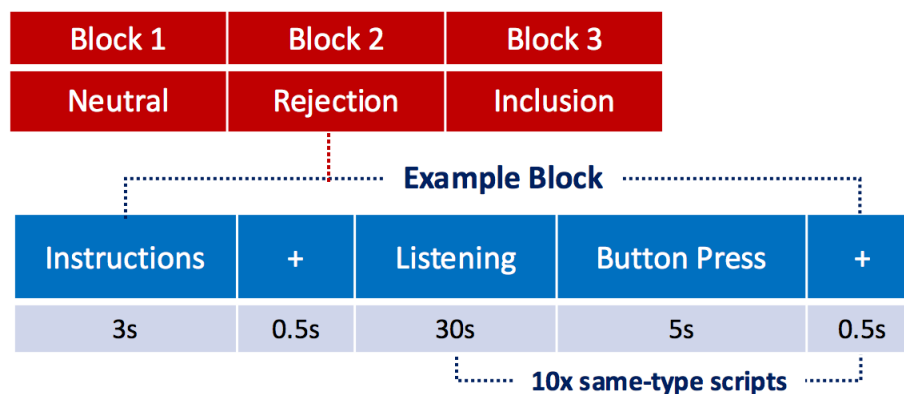 Block 1 Block 2 Block 3
Neutral Rejection Inclusion
Example Block
Instructions + Listening Button Press +
3s 0.5s 30s 5s 0.5s
10x same-type scripts